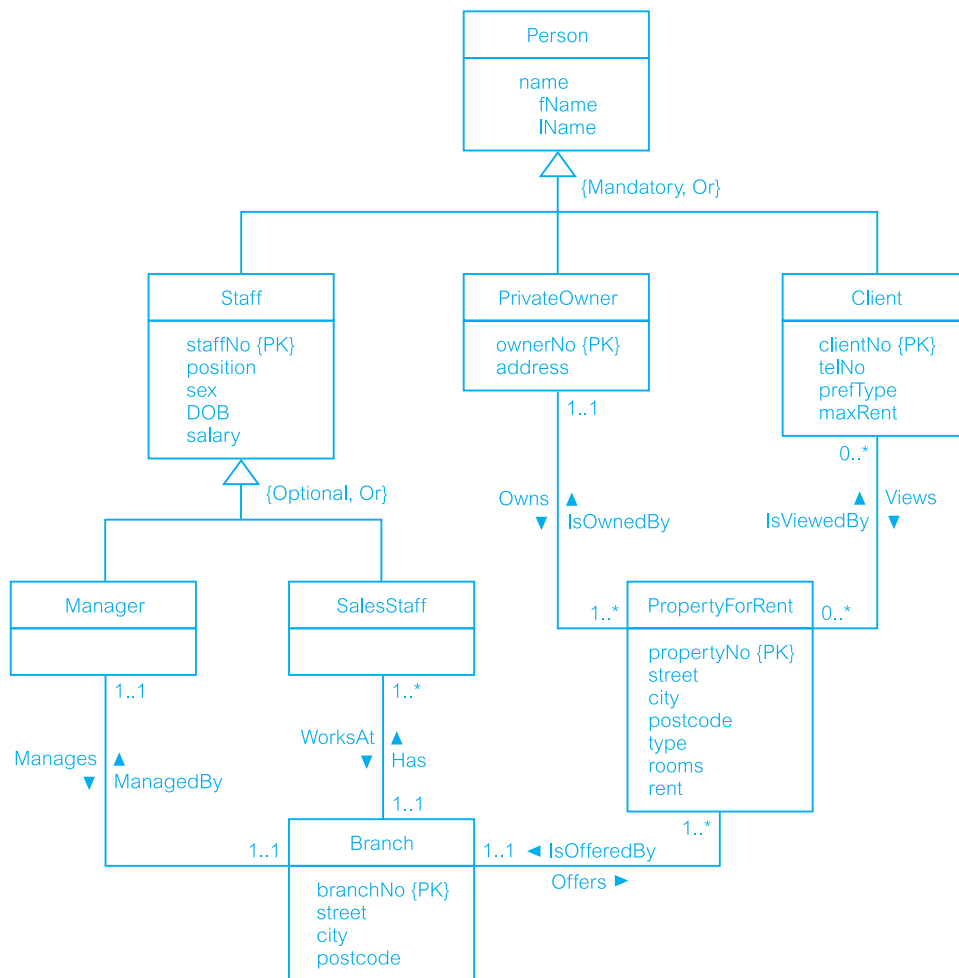 Person
name
fName
lName
{Mandatory, Or}
Staff
staffNo {PK}
position
sex
DOB
salary
PrivateOwner
ownerNo {PK}
address
Client
clientNo {PK}
telNo
prefType
maxRent
1..1
0..*
{Optional, Or}
Owns ▲
▼ IsOwnedBy
▲ Views
IsViewedBy ▼
Manager
SalesStaff
1..*
PropertyForRent
0..*
propertyNo {PK}
street
city
postcode
type
rooms
rent
1..1
1..*
Manages ▲
▼ ManagedBy
WorksAt ▲
▼ Has
1..1
1..*
1..1
Branch
1..1 ◄ IsOfferedBy
Offers ►
branchNo {PK}
street
city
postcode